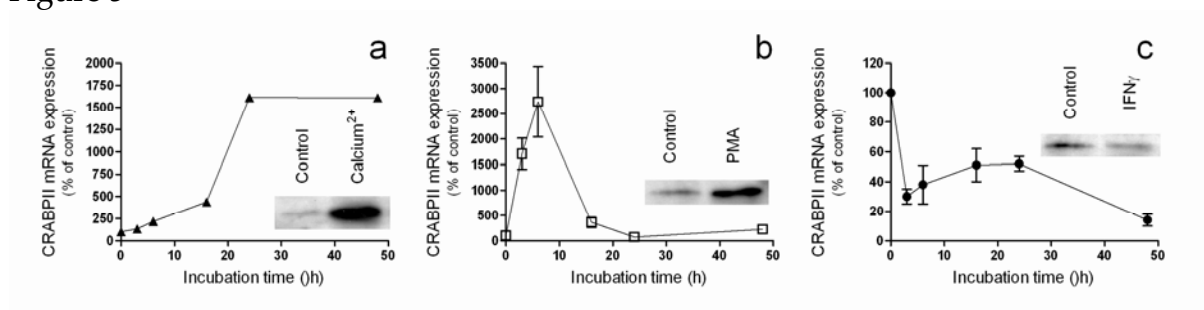 a
CRABPII mRNA expression
(% of control)
2000
1750
1500
1250
1000
750
500
250
0
0 10 20 30 40 50
Incubation time ()h)
Control
Calcium2+
b
CRABPII mRNA expression
(% of control)
3500
3000
2500
2000
1500
1000
500
0
0 10 20 30 40 50
Incubation time (h)
Control
PMA
c
CRABPII mRNA expression
(% of control)
120
100
80
60
40
20
0
0 10 20 30 40 50
Incubation time (h)
Control
IFNγ